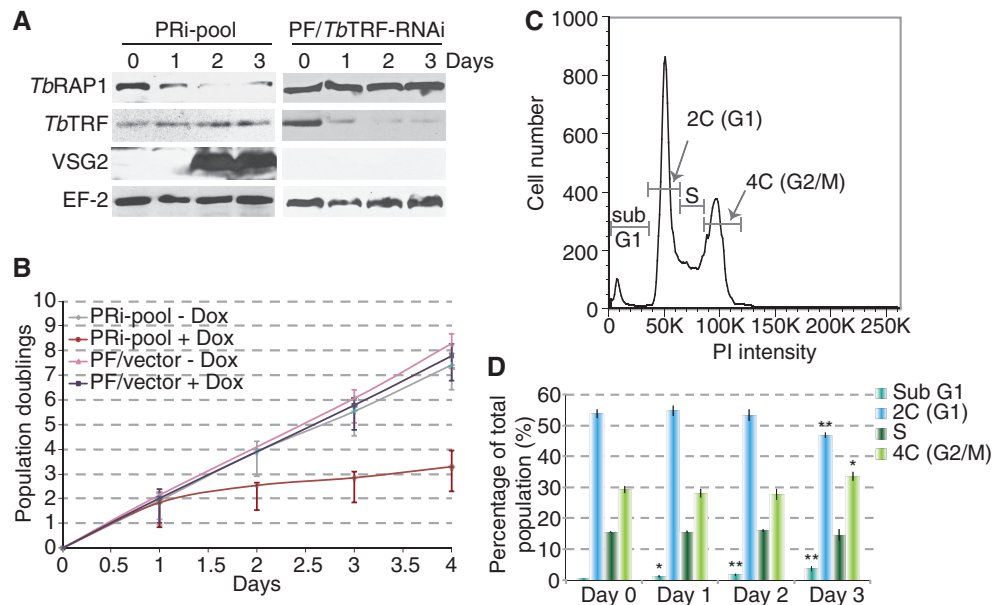 A
PRi-pool
PF/TbTRF-RNAi
0 1 2 3 0 1 2 3 Days
TbRAP1
TbTRF
VSG2
EF-2
B
Population doublings
10
9
8
7
6
5
4
3
2
1
0
PRi-pool - Dox
PRi-pool + Dox
PF/vector - Dox
PF/vector + Dox
0 0.5 1 1.5 2 2.5 3 3.5 4
Days
C
Cell number
1000
800
600
400
200
0
2C (G1)
S
4C (G2/M)
sub
G1
0 50K 100K 150K 200K 250K
PI intensity
D
Percentage of total
population (%)
60
50
40
30
20
10
0
Sub G1
2C (G1)
S
4C (G2/M)
* ** ** ** *
Day 0 Day 1 Day 2 Day 3